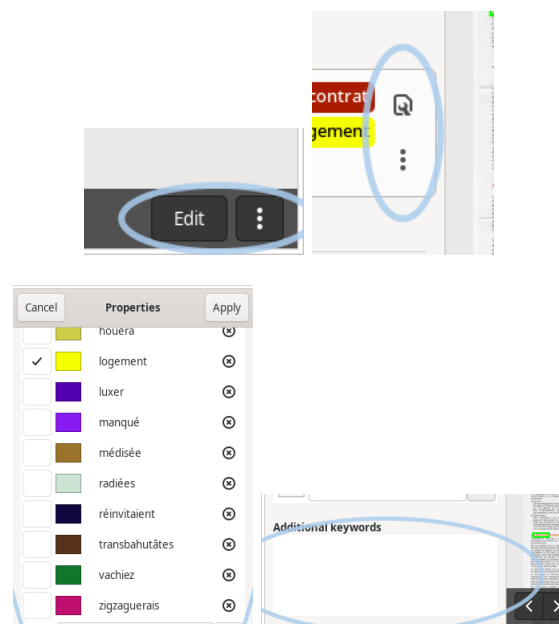 contrat
gement
Edit
Cancel Properties Apply
houera
logement
luxer
manqué
médisée
radiées
réinvitaient
transbahutâtes
vachiez
zigzaguerais
Additional keywords